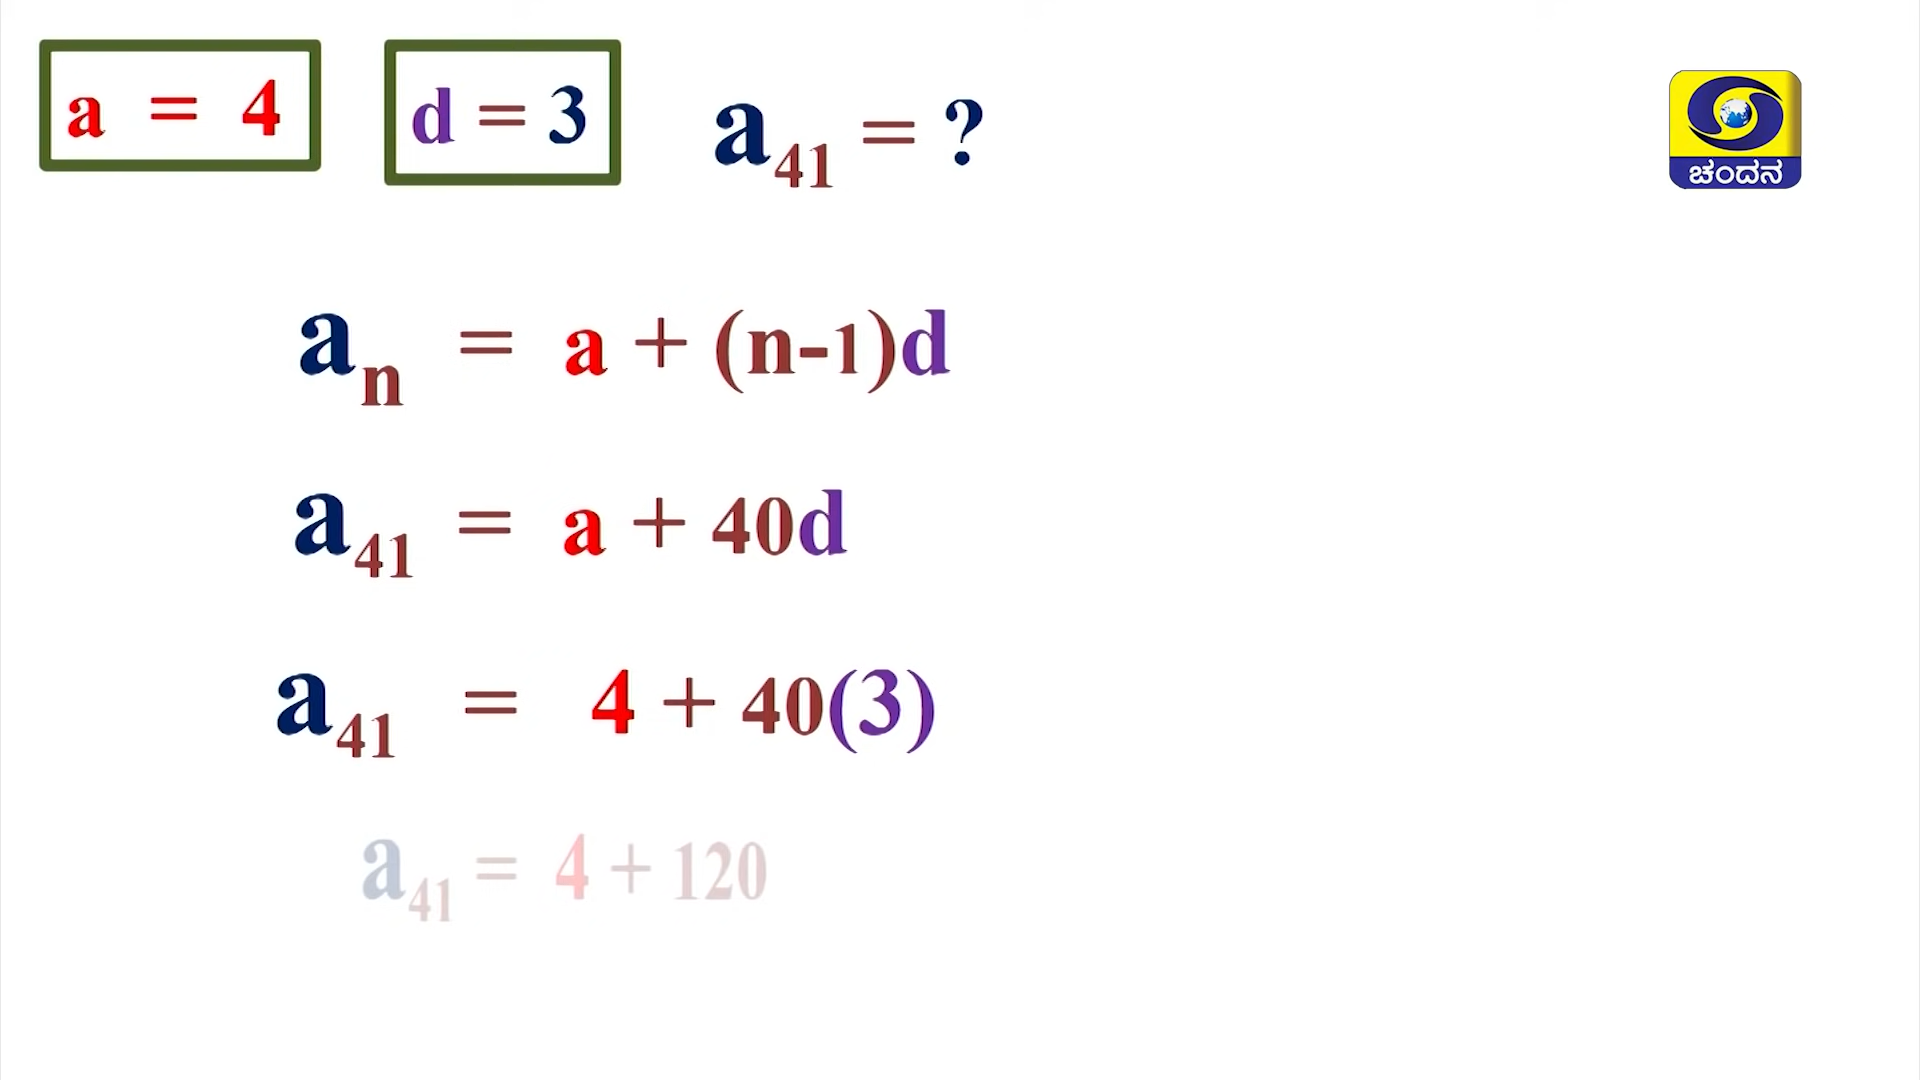 a = 4 d = 3 a₄₁ = ?
ಚಂದನ
aₙ = a + (n-1)d
a₄₁ = a + 40d
a₄₁ = 4 + 40(3)
a₄₁ = 4 + 120